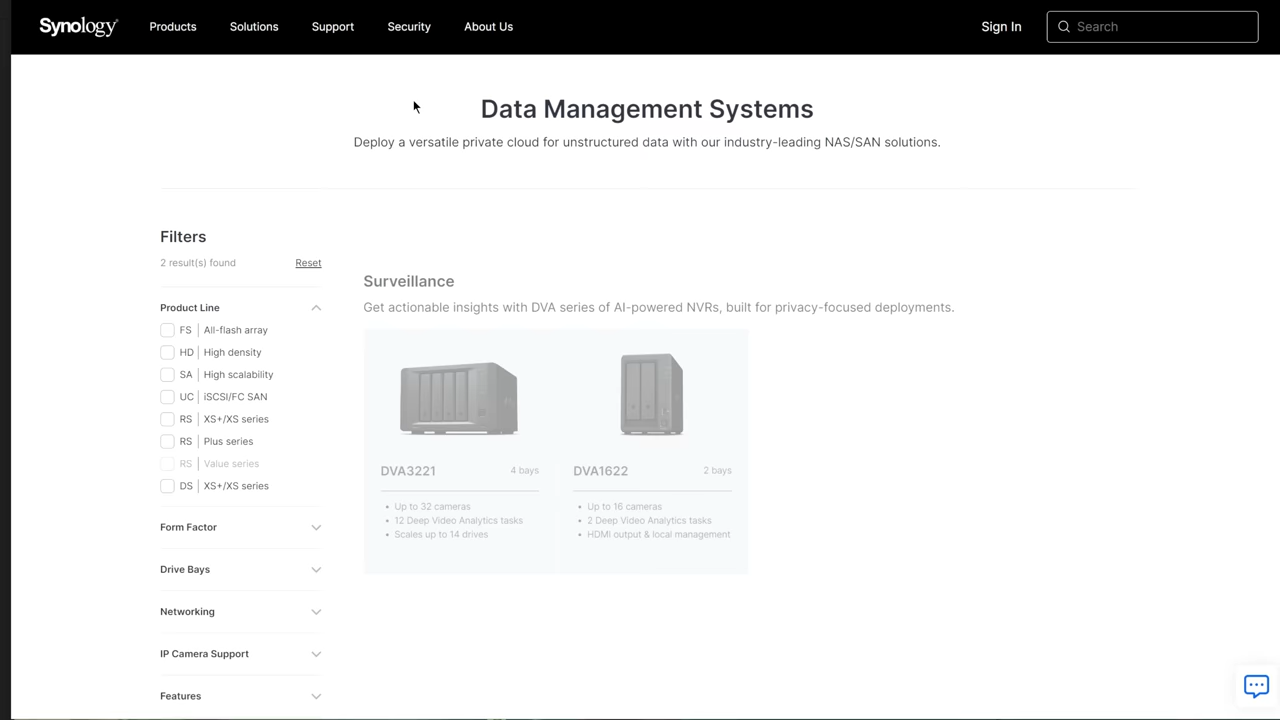 Synology Products Solutions Support Security About Us Sign In Search
Data Management Systems
Deploy a versatile private cloud for unstructured data with our industry-leading NAS/SAN solutions.
Filters
2 result(s) found Reset
Product Line
FS | All-flash array
HD | High density
SA | High scalability
UC | iSCSI/FC SAN
RS | XS+/XS series
RS | Plus series
RS | Value series
DS | XS+/XS series
Form Factor
Drive Bays
Networking
IP Camera Support
Features
Surveillance
Get actionable insights with DVA series of AI-powered NVRs, built for privacy-focused deployments.
DVA3221 4 bays
• Up to 32 cameras
• 12 Deep Video Analytics tasks
• Scales up to 14 drives
DVA1622 2 bays
• Up to 16 cameras
• 2 Deep Video Analytics tasks
• HDMI output & local management